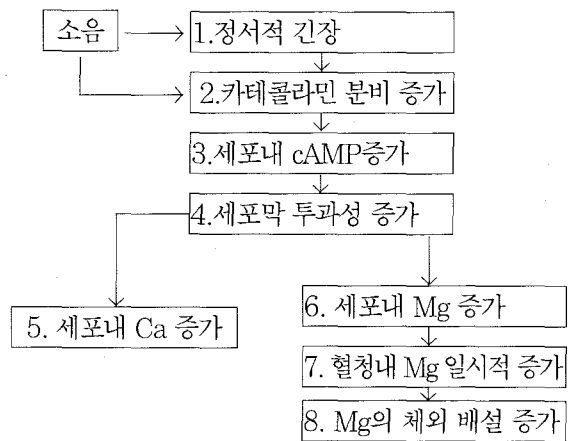 소음
1.정서적 긴장
2.카테콜라민 분비 증가
3.세포내 cAMP증가
4.세포막 투과성 증가
5. 세포내 Ca 증가
6. 세포내 Mg 증가
7. 혈청내 Mg 일시적 증가
8. Mg의 체외 배설 증가